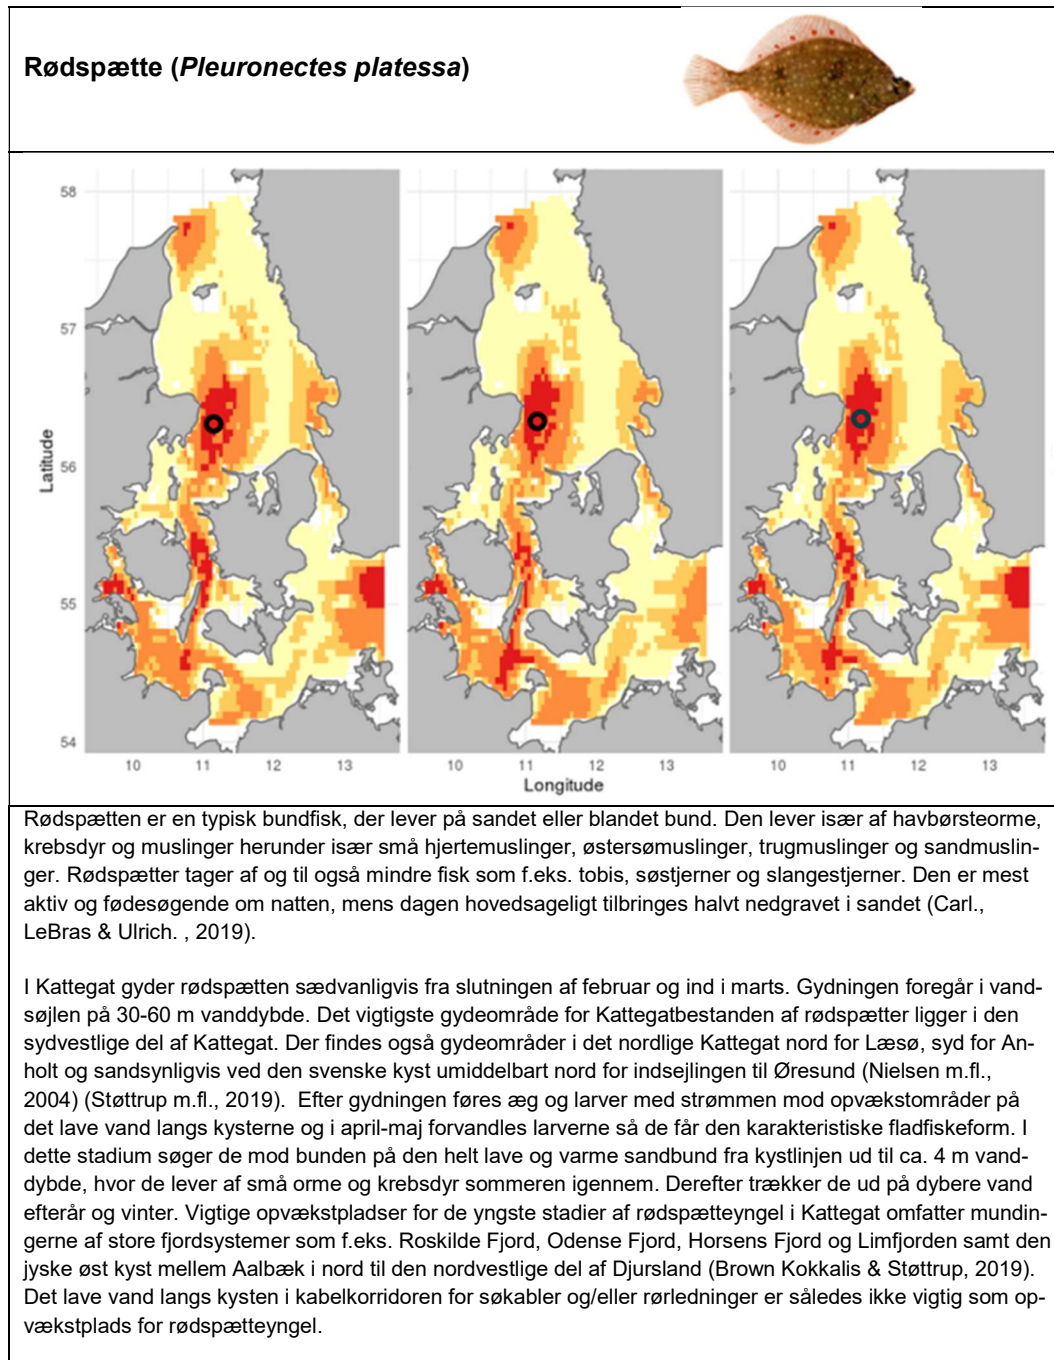 Rødspætte (Pleuronectes platessa)
58
57
56
55
54
Latitude
10
11
12
13
10
11
12
13
10
11
12
13
Longitude
Rødspætten er en typisk bundfisk, der lever på sandet eller blandet bund. Den lever især af havbørsteorme,
krebsdyr og muslinger herunder især små hjertemuslinger, østersømuslinger, trugmuslinger og sandmuslin-
ger. Rødspætter tager af og til også mindre fisk som f.eks. tobis, søstjerner og slangestjerner. Den er mest
aktiv og fødesøgende om natten, mens dagen hovedsageligt tilbringes halvt nedgravet i sandet (Carl.,
LeBras & Ulrich. , 2019).
I Kattegat gyder rødspætten sædvanligvis fra slutningen af februar og ind i marts. Gydningen foregår i vand-
søjlen på 30-60 m vanddybde. Det vigtigste gydeområde for Kattegatbestanden af rødspætter ligger i den
sydvestlige del af Kattegat. Der findes også gydeområder i det nordlige Kattegat nord for Læsø, syd for An-
holt og sandsynligvis ved den svenske kyst umiddelbart nord for indsejlingen til Øresund (Nielsen m.fl.,
2004) (Støttrup m.fl., 2019).  Efter gydningen føres æg og larver med strømmen mod opvækstområder på
det lave vand langs kysterne og i april-maj forvandles larverne så de får den karakteristiske fladfiskeform. I
dette stadium søger de mod bunden på den helt lave og varme sandbund fra kystlinjen ud til ca. 4 m vand-
dybde, hvor de lever af små orme og krebsdyr sommeren igennem. Derefter trækker de ud på dybere vand
efterår og vinter. Vigtige opvækstpladser for de yngste stadier af rødspætteyngel i Kattegat omfatter mundin-
gerne af store fjordsystemer som f.eks. Roskilde Fjord, Odense Fjord, Horsens Fjord og Limfjorden samt den
jyske øst kyst mellem Aalbæk i nord til den nordvestlige del af Djursland (Brown Kokkalis & Støttrup, 2019).
Det lave vand langs kysten i kabelkorridoren for søkabler og/eller rørledninger er således ikke vigtig som op-
vækstplads for rødspætteyngel.